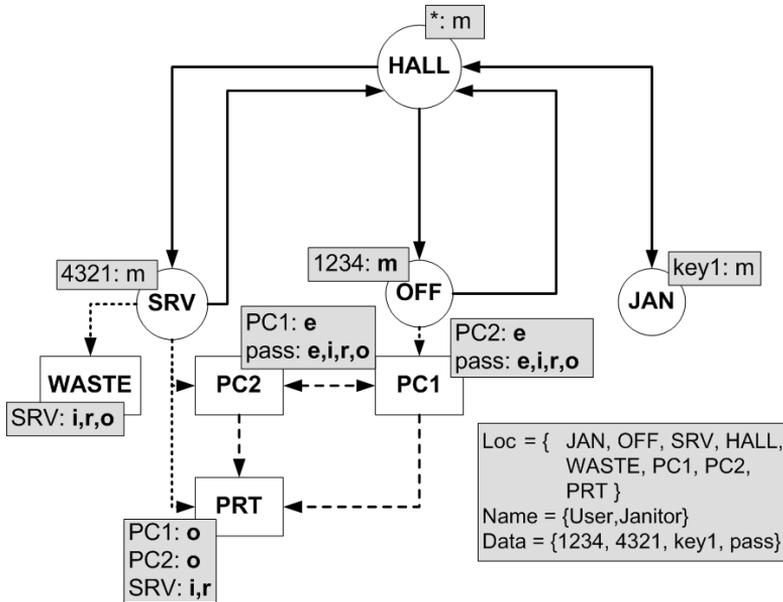 *: m
HALL
4321: m
SRV
1234: m
OFF
key1: m
JAN
PC1: e
pass: e,i,r,o
PC2: e
pass: e,i,r,o
WASTE
PC2
PC1
SRV: i,r,o
PRT
PC1: o
PC2: o
SRV: i,r
Loc = { JAN, OFF, SRV, HALL,
WASTE, PC1, PC2,
PRT }
Name = {User,Janitor}
Data = {1234, 4321, key1, pass}